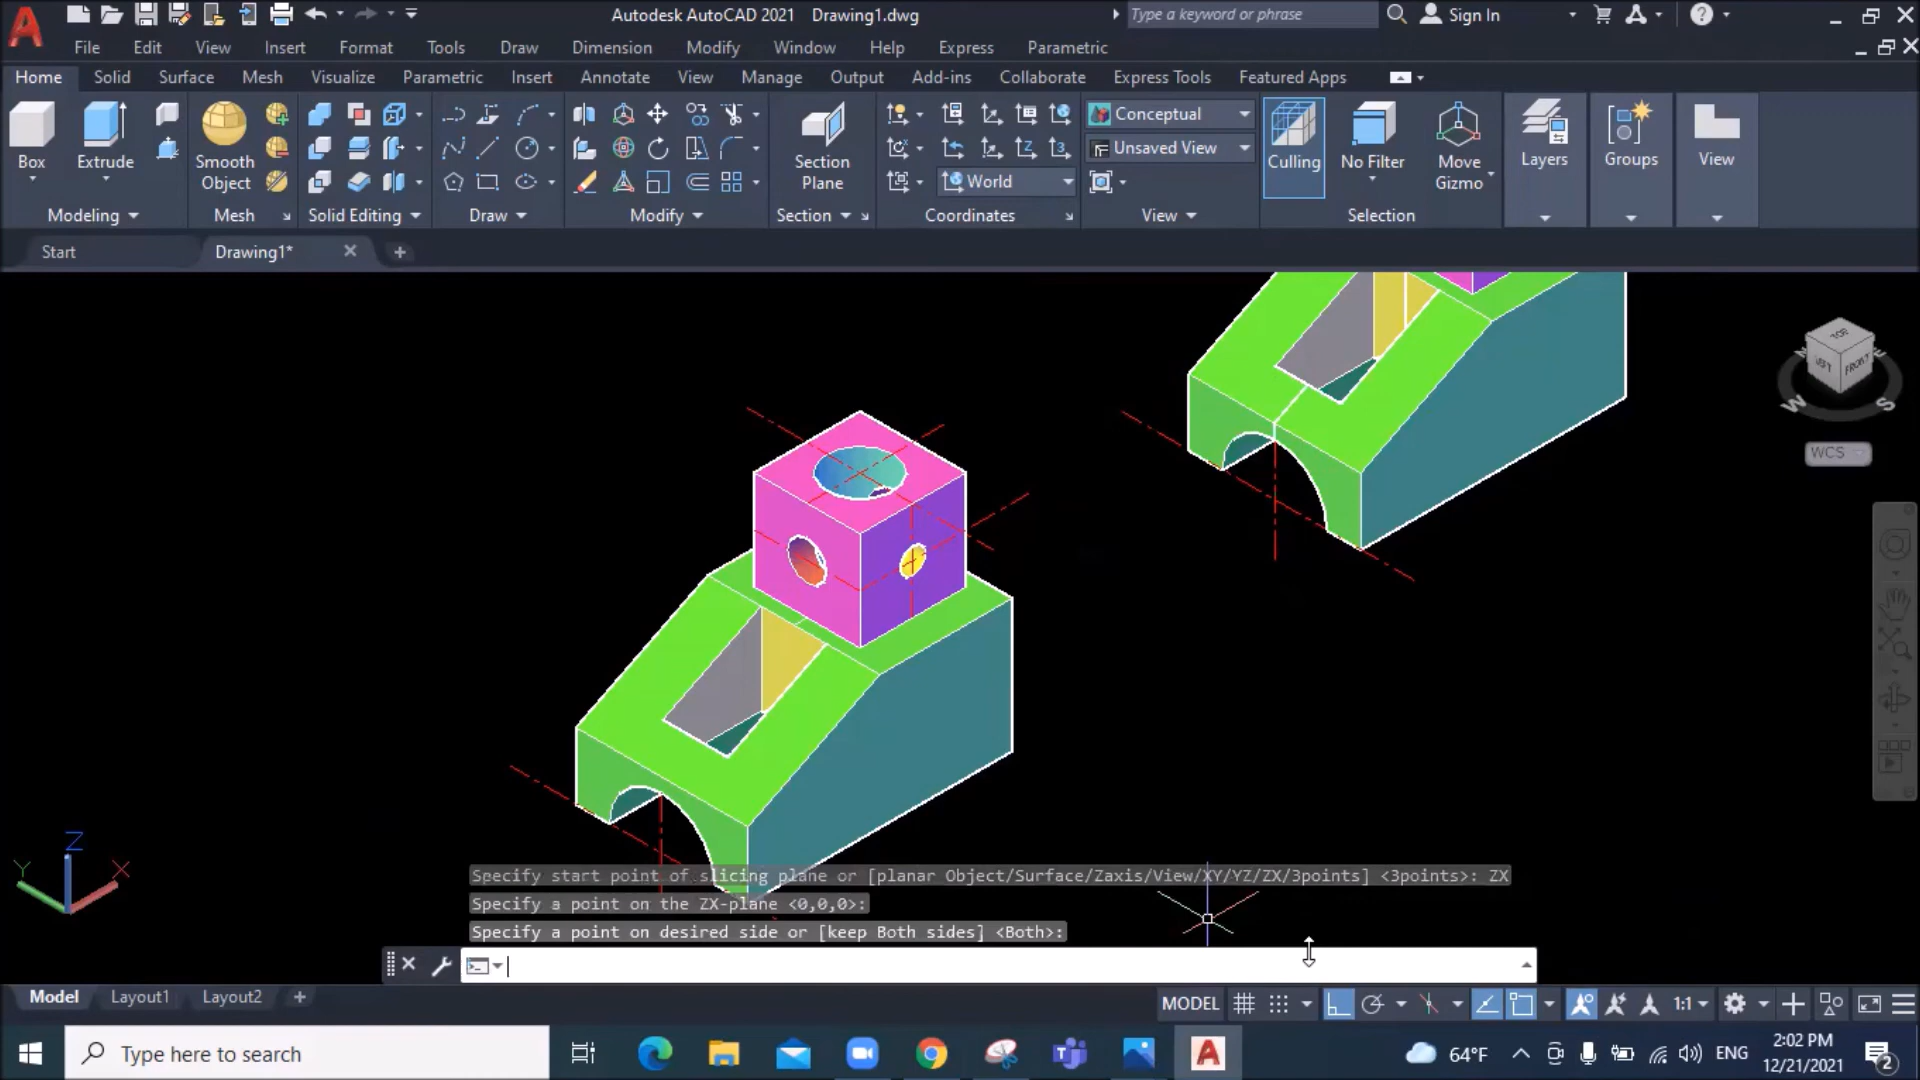 Autodesk AutoCAD 2021 Drawing1.dwg
Type a keyword or phrase
Sign In
File Edit View Insert Format Tools Draw Dimension Modify Window Help Express Parametric
Home Solid Surface Mesh Visualize Parametric Insert Annotate View Manage Output Add-ins Collaborate Express Tools Featured Apps
Box
Extrude
Smooth Object
Section Plane
World
Conceptual
Unsaved View
Culling
No Filter
Move Gizmo
Layers
Groups
View
Modeling Mesh Solid Editing Draw Modify Section Coordinates View Selection
Start Drawing1*
TOP
LEFT
FRONT
W
S
WCS
Z
Y
X
Specify start point of slicing plane or [planar Object/Surface/Zaxis/View/XY/YZ/ZX/3points] <3points>: ZX
Specify a point on the ZX-plane <0,0,0>:
Specify a point on desired side or [keep Both sides] <Both>:
Model Layout1 Layout2
MODEL
1:1
Type here to search
64°F
ENG
2:02 PM
12/21/2021
2